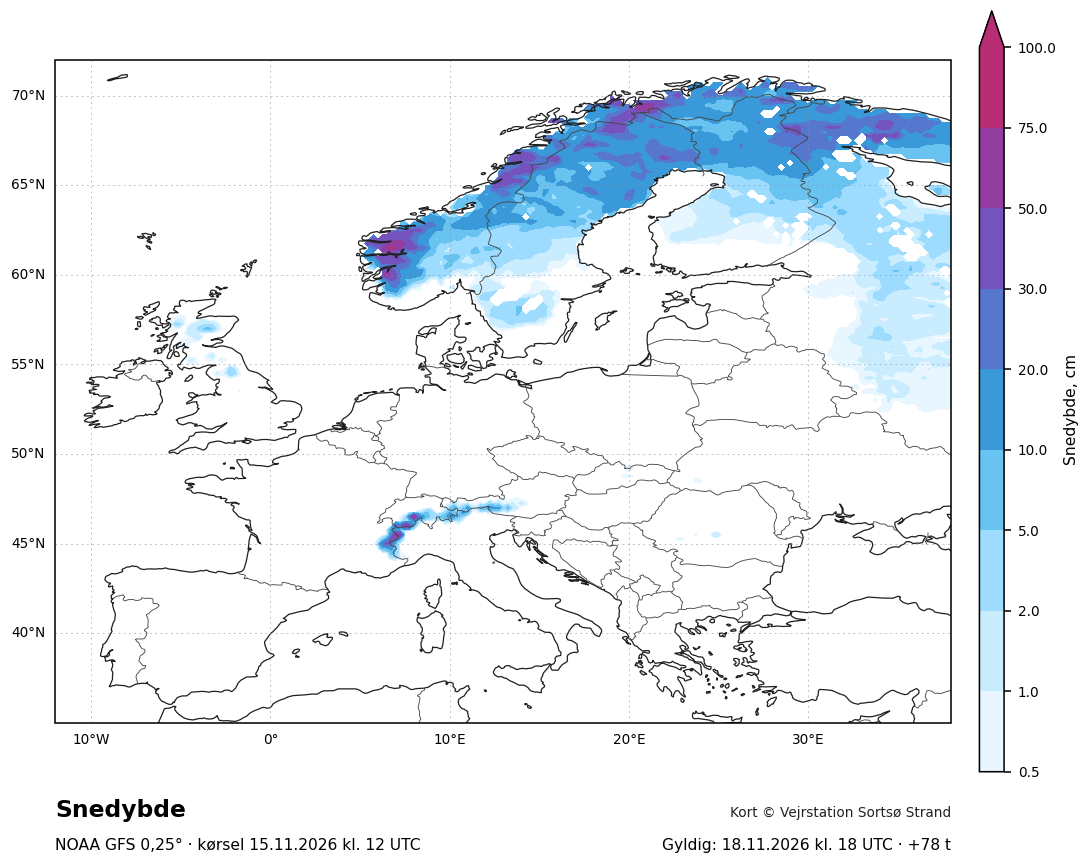 100.0
70°N
75.0
65°N
50.0
60°N
30.0
55°N
20.0
Snedybde, cm
50°N
10.0
45°N
5.0
40°N
2.0
1.0
10°W 0° 10°E 20°E 30°E
0.5
Snedybde
Kort © Vejrstation Sortsø Strand
NOAA GFS 0,25° · kørsel 15.11.2026 kl. 12 UTC
Gyldig: 18.11.2026 kl. 18 UTC · +78 t